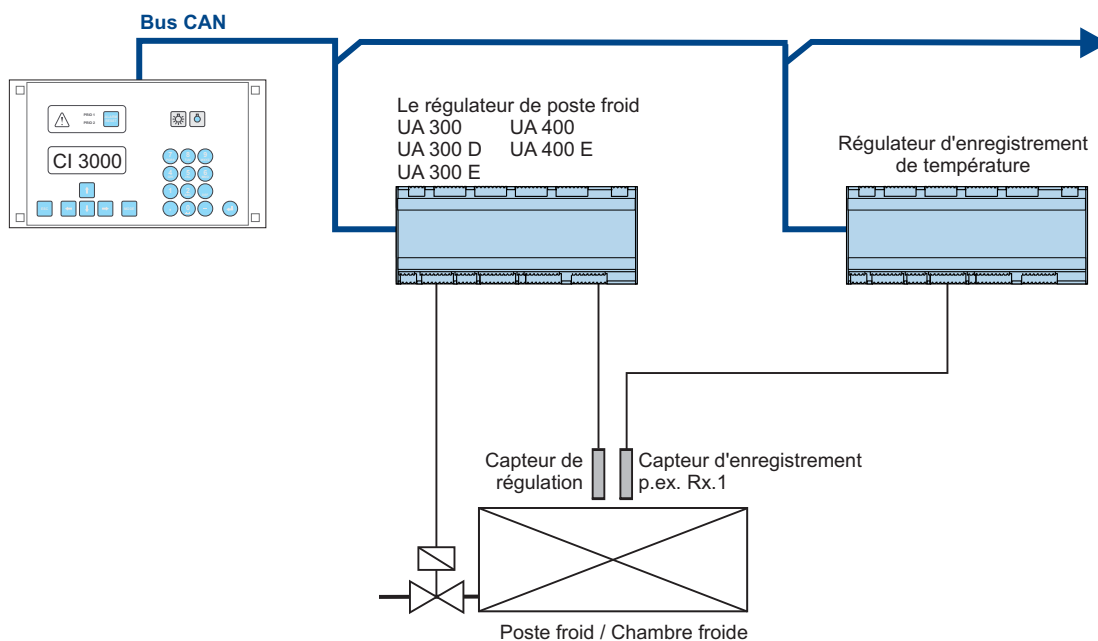 Bus CAN
Le régulateur de poste froid
UA 300 UA 400
UA 300 D UA 400 E
UA 300 E
Régulateur d'enregistrement
de température
CI 3000
Capteur de
régulation
Capteur d'enregistrement
p.ex. Rx.1
Poste froid / Chambre froide